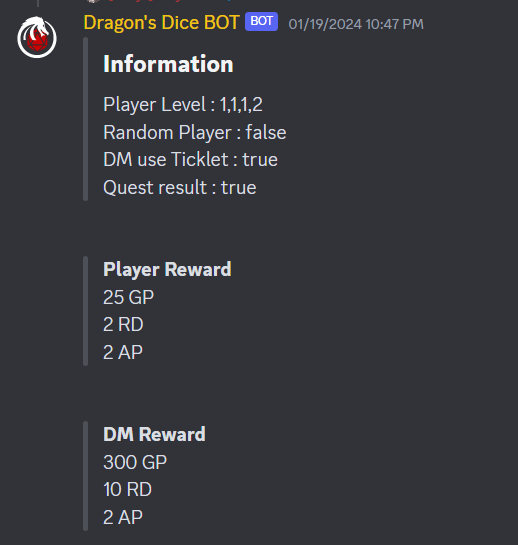 Dragon's Dice BOT BOT 01/19/2024 10:47 PM
Information
Player Level : 1,1,1,2
Random Player : false
DM use Ticklet : true
Quest result : true
Player Reward
25 GP
2 RD
2 AP
DM Reward
300 GP
10 RD
2 AP